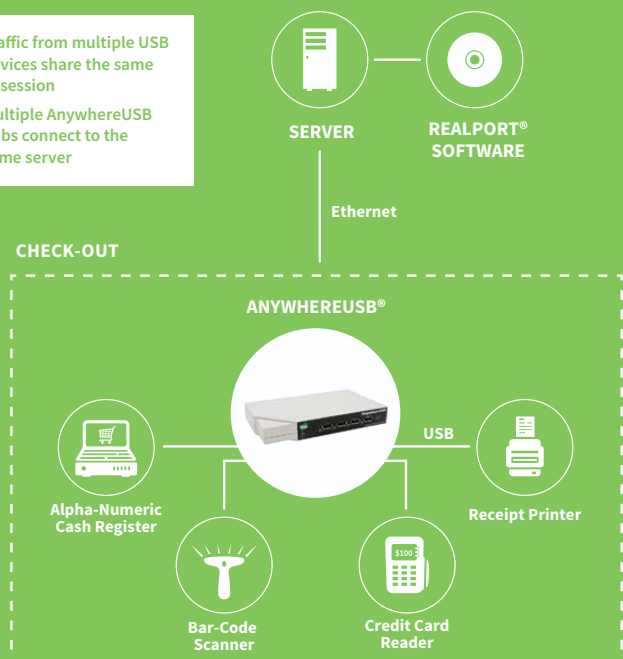 affic from multiple USB
vices share the same
session
ultiple AnywhereUSB
bs connect to the
me server
SERVER
REALPORT®
SOFTWARE
Ethernet
CHECK-OUT
ANYWHEREUSB®
USB
Alpha-Numeric
Cash Register
Receipt Printer
$100
Bar-Code
Scanner
Credit Card
Reader